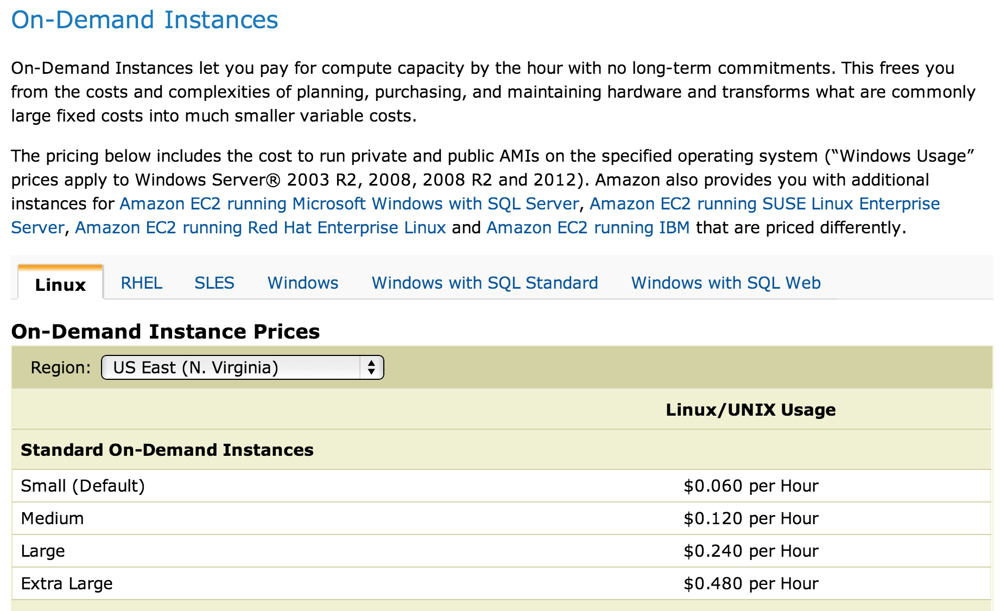 On-Demand Instances
On-Demand Instances let you pay for compute capacity by the hour with no long-term commitments. This frees you
from the costs and complexities of planning, purchasing, and maintaining hardware and transforms what are commonly
large fixed costs into much smaller variable costs.
The pricing below includes the cost to run private and public AMIs on the specified operating system (“Windows Usage”
prices apply to Windows Server® 2003 R2, 2008, 2008 R2 and 2012). Amazon also provides you with additional
instances for Amazon EC2 running Microsoft Windows with SQL Server, Amazon EC2 running SUSE Linux Enterprise
Server, Amazon EC2 running Red Hat Enterprise Linux and Amazon EC2 running IBM that are priced differently.
Linux RHEL SLES Windows Windows with SQL Standard Windows with SQL Web
On-Demand Instance Prices
Region: US East (N. Virginia)
Linux/UNIX Usage
Standard On-Demand Instances
Small (Default) $0.060 per Hour
Medium $0.120 per Hour
Large $0.240 per Hour
Extra Large $0.480 per Hour